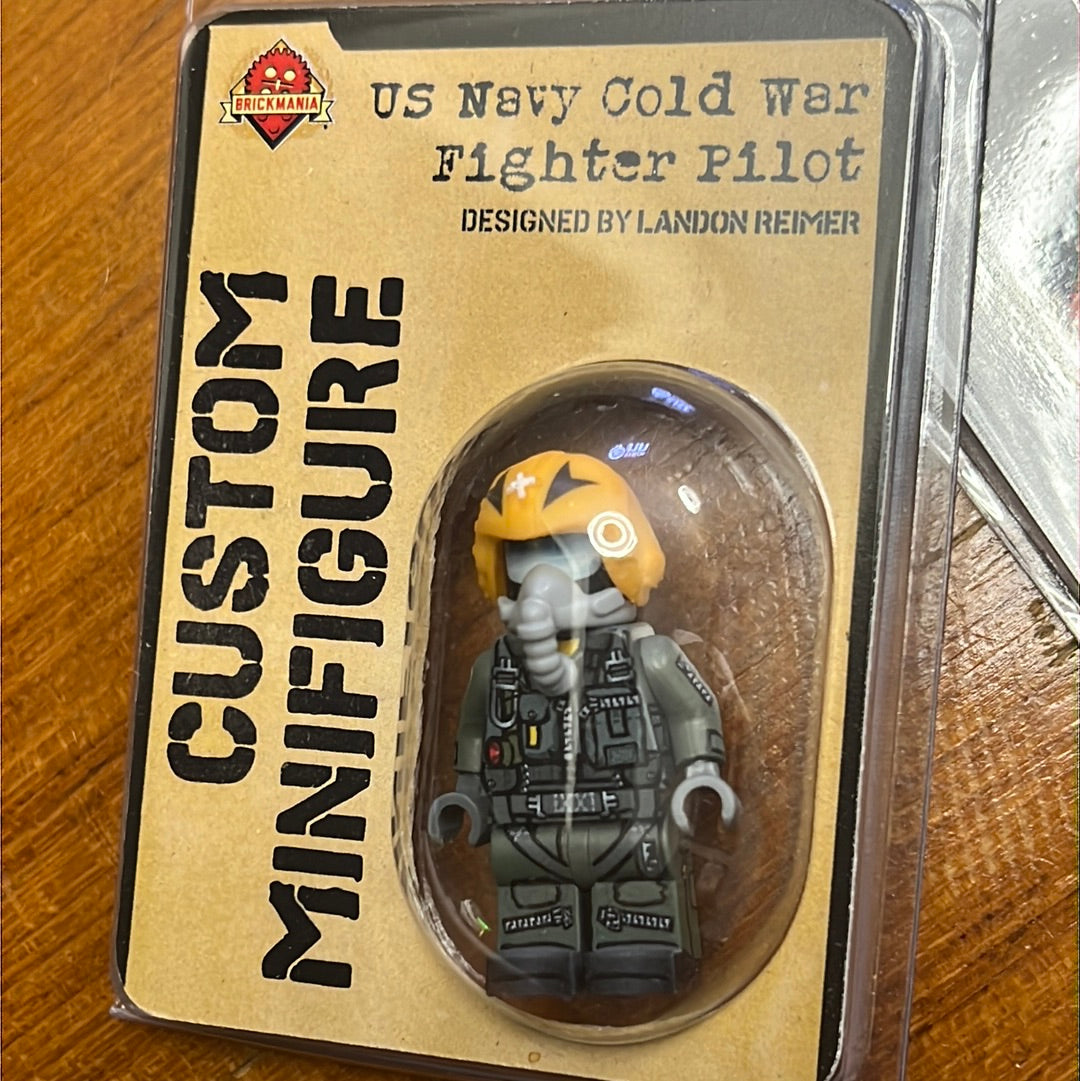 BRICKMANIA
US Navy Cold War
Fighter Pilot
DESIGNED BY LANDON REIMER
CUSTOM
MINIFIGURE